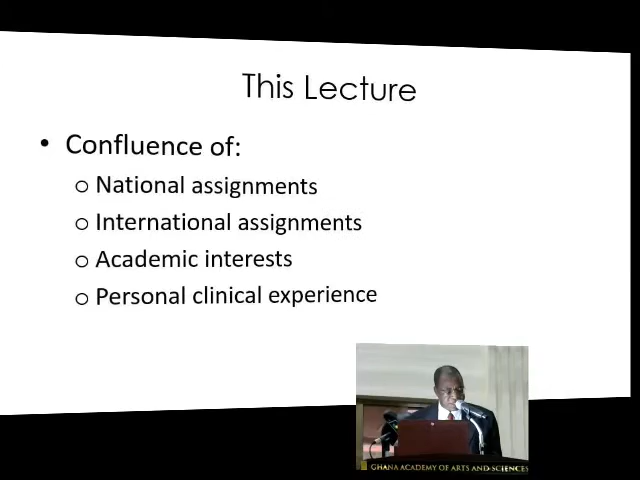 This Lecture
• Confluence of:
o National assignments
o International assignments
o Academic interests
o Personal clinical experience
GHANA ACADEMY OF ARTS AND SCIENCES